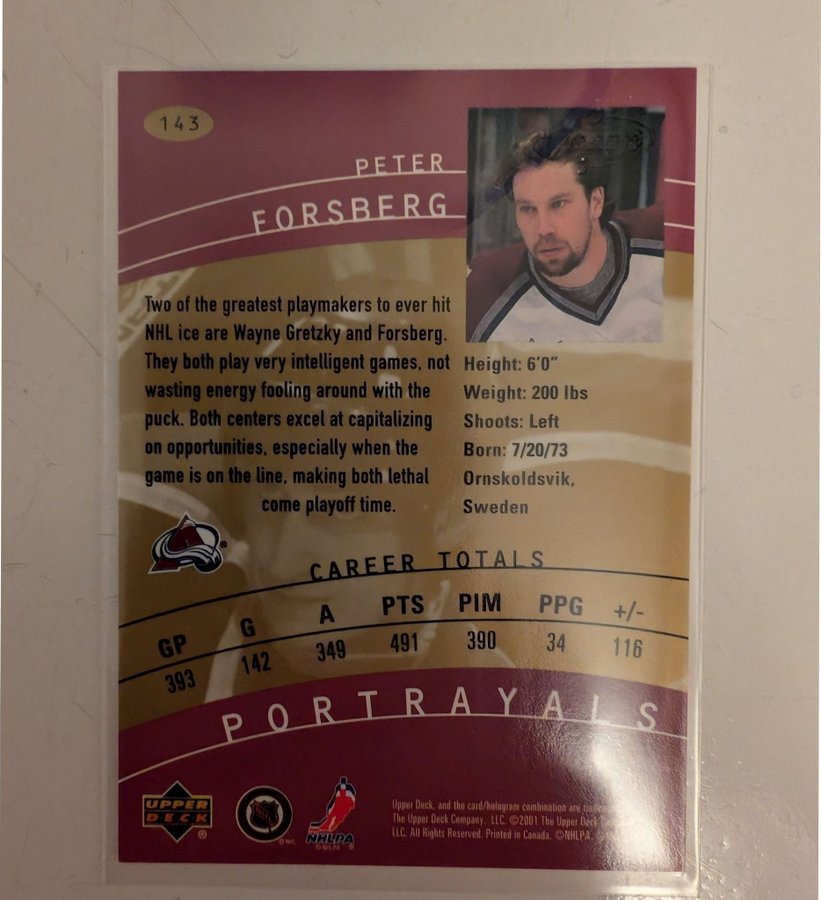 143
PETER
FORSBERG
Two of the greatest playmakers to ever hit
NHL ice are Wayne Gretzky and Forsberg.
They both play very intelligent games, not
wasting energy fooling around with the
puck. Both centers excel at capitalizing
on opportunities, especially when the
game is on the line, making both lethal
come playoff time.
Height: 6'0"
Weight: 200 lbs
Shoots: Left
Born: 7/20/73
Ornskoldsvik,
Sweden
CAREER TOTALS
GP G A PTS PIM PPG +/-
393 142 349 491 390 34 116
PORTRAYALS
UPPER
DECK
®
NHL
NHLPA
Upper Deck, and the card/hologram combination are
The Upper Deck Company, LLC. ©2001 The Upper Deck
LLC. All Rights Reserved. Printed in Canada. ©NHLPA